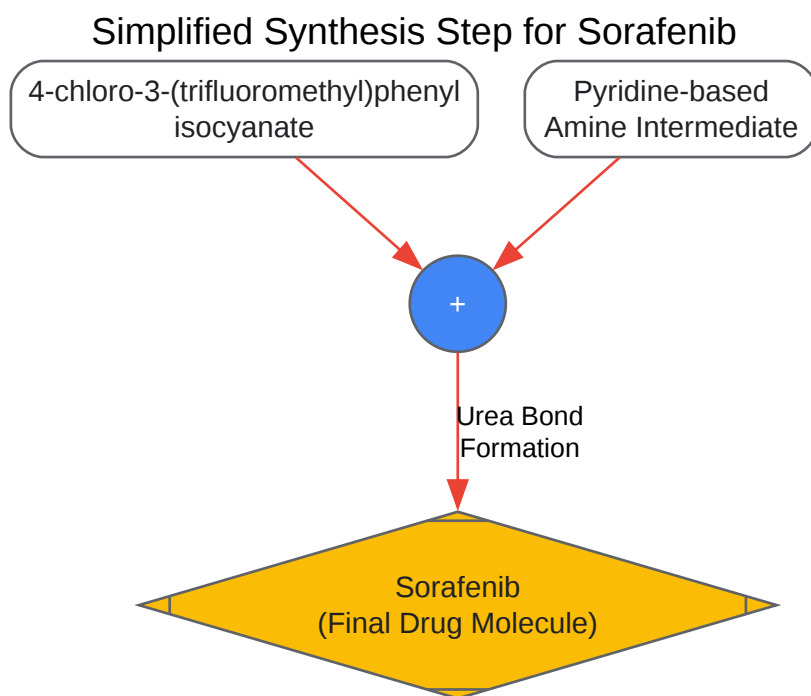 Simplified Synthesis Step for Sorafenib
4-chloro-3-(trifluoromethyl)phenyl
isocyanate
Pyridine-based
Amine Intermediate
+
Urea Bond
Formation
Sorafenib
(Final Drug Molecule)